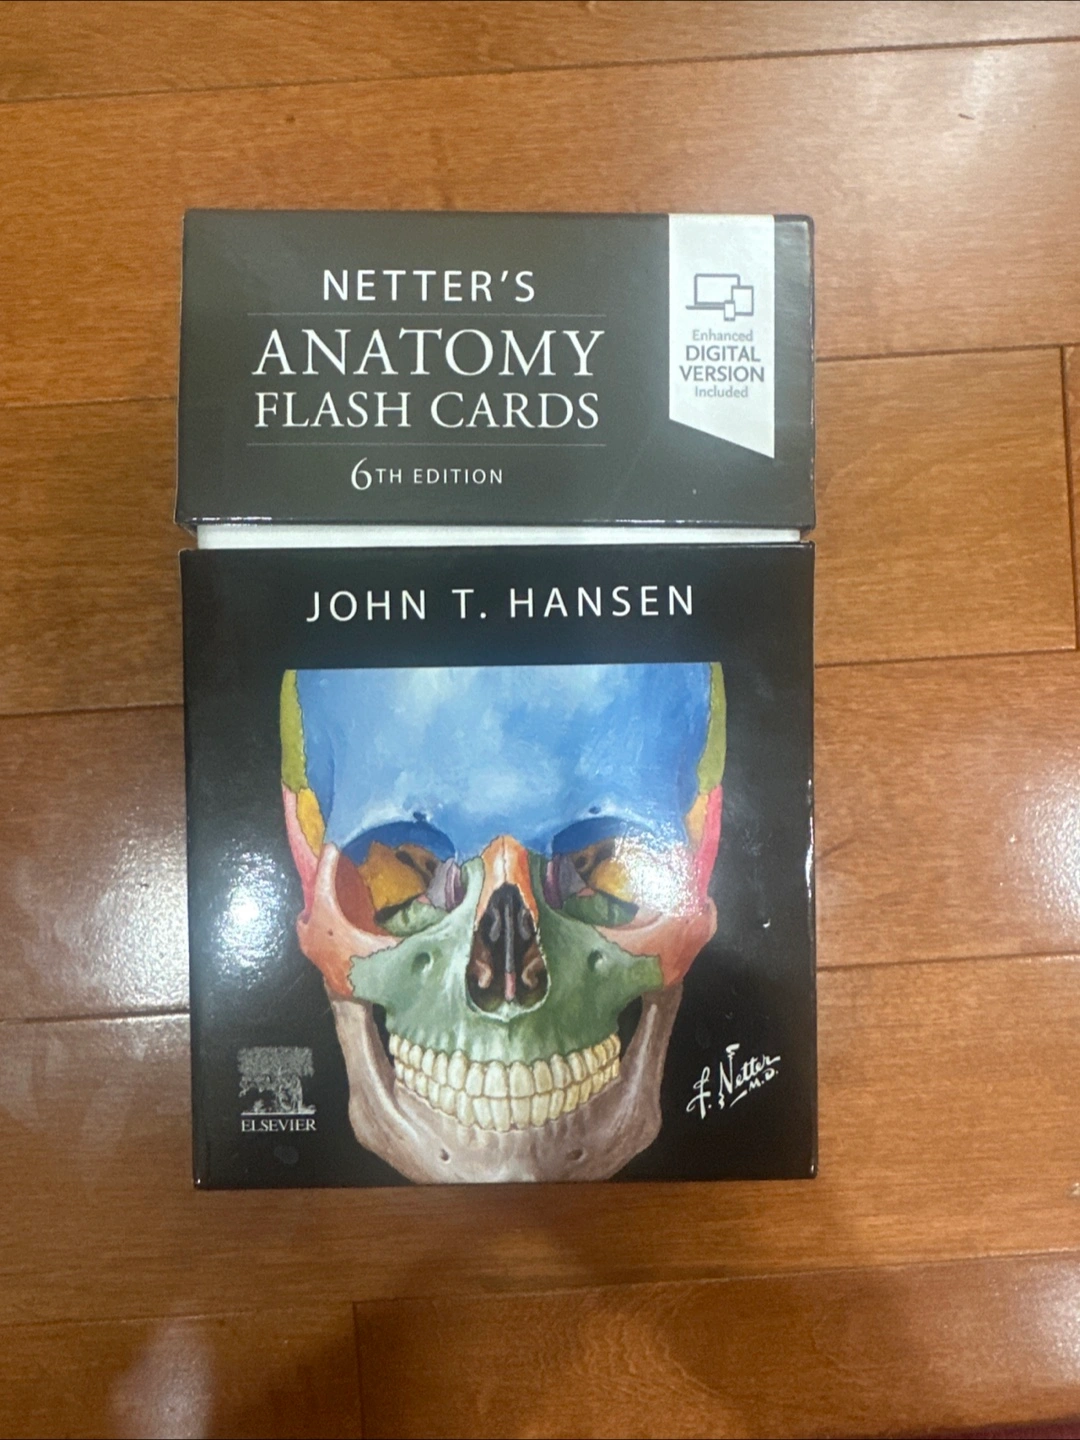 NETTER'S
ANATOMY
FLASH CARDS
6TH EDITION
Enhanced
DIGITAL
VERSION
Included
JOHN T. HANSEN
F. Netter
M.D.
ELSEVIER